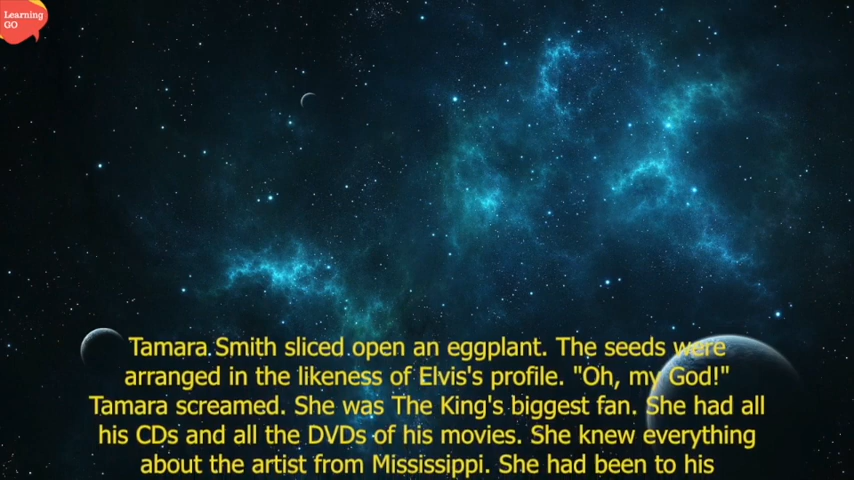 Learning
GO
Tamara Smith sliced open an eggplant. The seeds were
arranged in the likeness of Elvis's profile. "Oh, my God!"
Tamara screamed. She was The King's biggest fan. She had all
his CDs and all the DVDs of his movies. She knew everything
about the artist from Mississippi. She had been to his